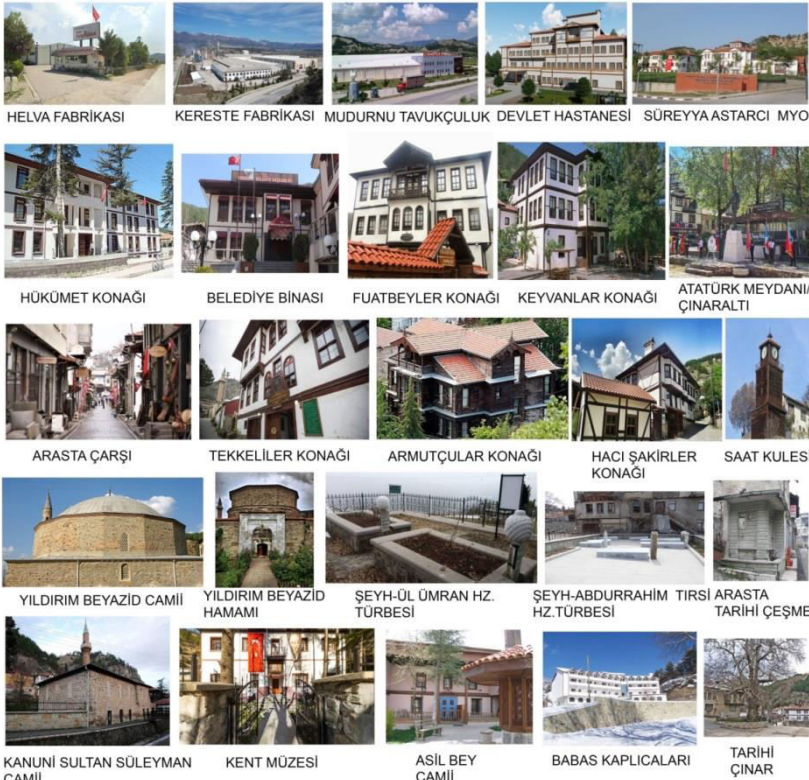 HELVA FABRİKASI
KERESTE FABRİKASI
MUDURNU TAVUKÇULUK
DEVLET HASTANESİ
SÜREYYA ASTARCI MYO
HÜKÜMET KONAĞI
BELEDİYE BİNASI
FUATBEYLER KONAĞI
KEYVANLAR KONAĞI
ATATÜRK MEYDANI/
ÇINARALTI
ARASTA ÇARŞI
TEKKELİLER KONAĞI
ARMUTÇULAR KONAĞI
HACI ŞAKİRLER
KONAĞI
SAAT KULESİ
YILDIRIM BEYAZİD CAMİİ
YILDIRIM BEYAZİD
HAMAMI
ŞEYH-ÜL ÜMRAN HZ.
TÜRBESİ
ŞEYH-ABDURRAHİM TIRSİ
HZ.TÜRBESİ
ARASTA
TARİHİ ÇEŞME
KANUNİ SULTAN SÜLEYMAN
CAMİİ
KENT MÜZESİ
ASİL BEY
CAMİİ
BABAS KAPLICALARI
TARİHİ
ÇINAR